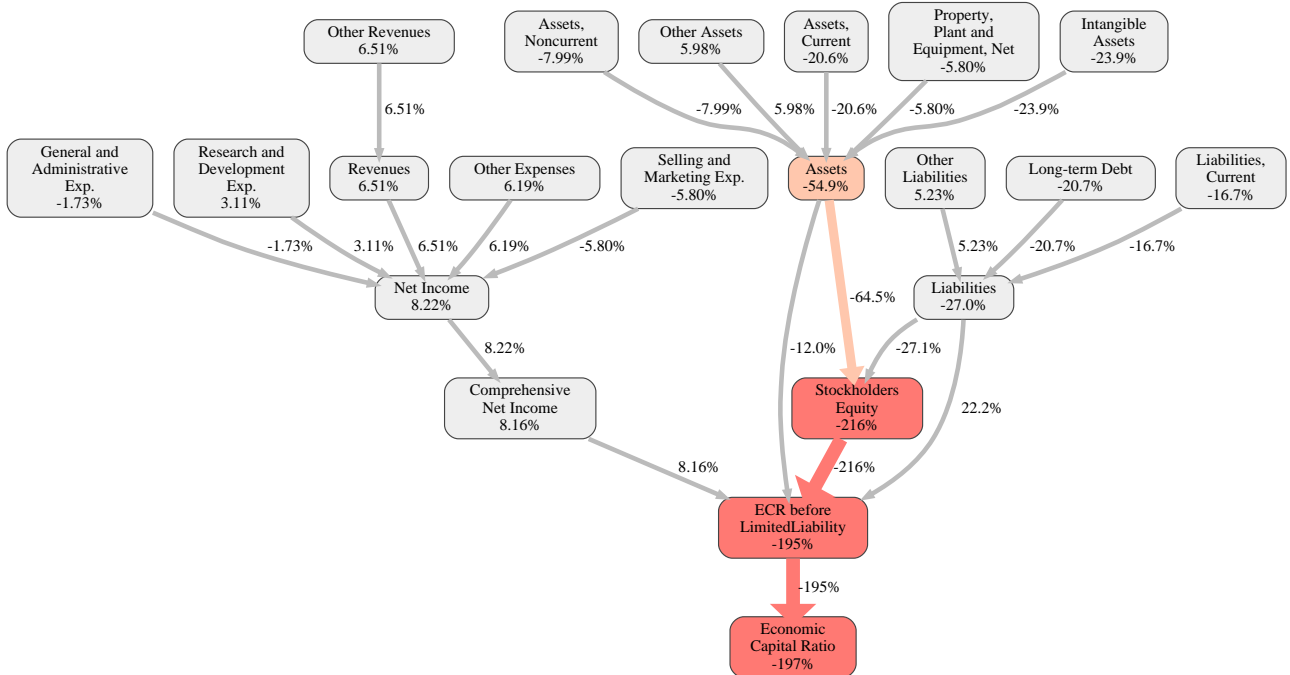 Other Revenues
6.51%
Assets,
Noncurrent
-7.99%
Other Assets
5.98%
Assets,
Current
-20.6%
Property,
Plant and
Equipment, Net
-5.80%
Intangible
Assets
-23.9%
6.51%
-7.99%
5.98%
-20.6%
-5.80%
-23.9%
General and
Administrative
Exp.
-1.73%
Research and
Development
Exp.
3.11%
Revenues
6.51%
Other Expenses
6.19%
Selling and
Marketing Exp.
-5.80%
Assets
-54.9%
Other
Liabilities
5.23%
Long-term Debt
-20.7%
Liabilities,
Current
-16.7%
-1.73%
3.11%
6.51%
6.19%
-5.80%
5.23%
-20.7%
-16.7%
Net Income
8.22%
-64.5%
Liabilities
-27.0%
8.22%
-12.0%
-27.1%
Comprehensive
Net Income
8.16%
Stockholders
Equity
-216%
22.2%
8.16%
-216%
ECR before
LimitedLiability
-195%
-195%
Economic
Capital Ratio
-197%